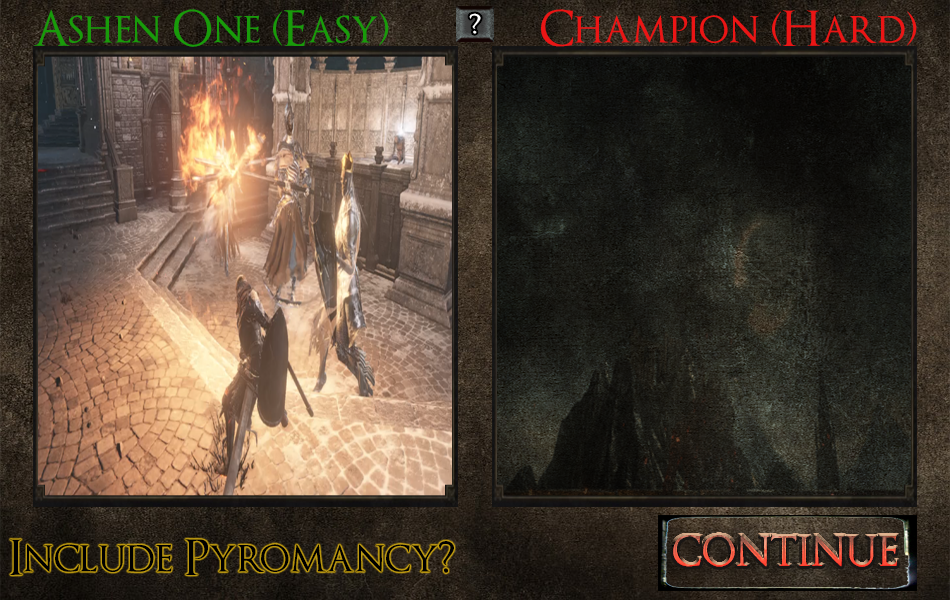 Ashen One (Easy)
?
Champion (Hard)
Include Pyromancy?
CONTINUE